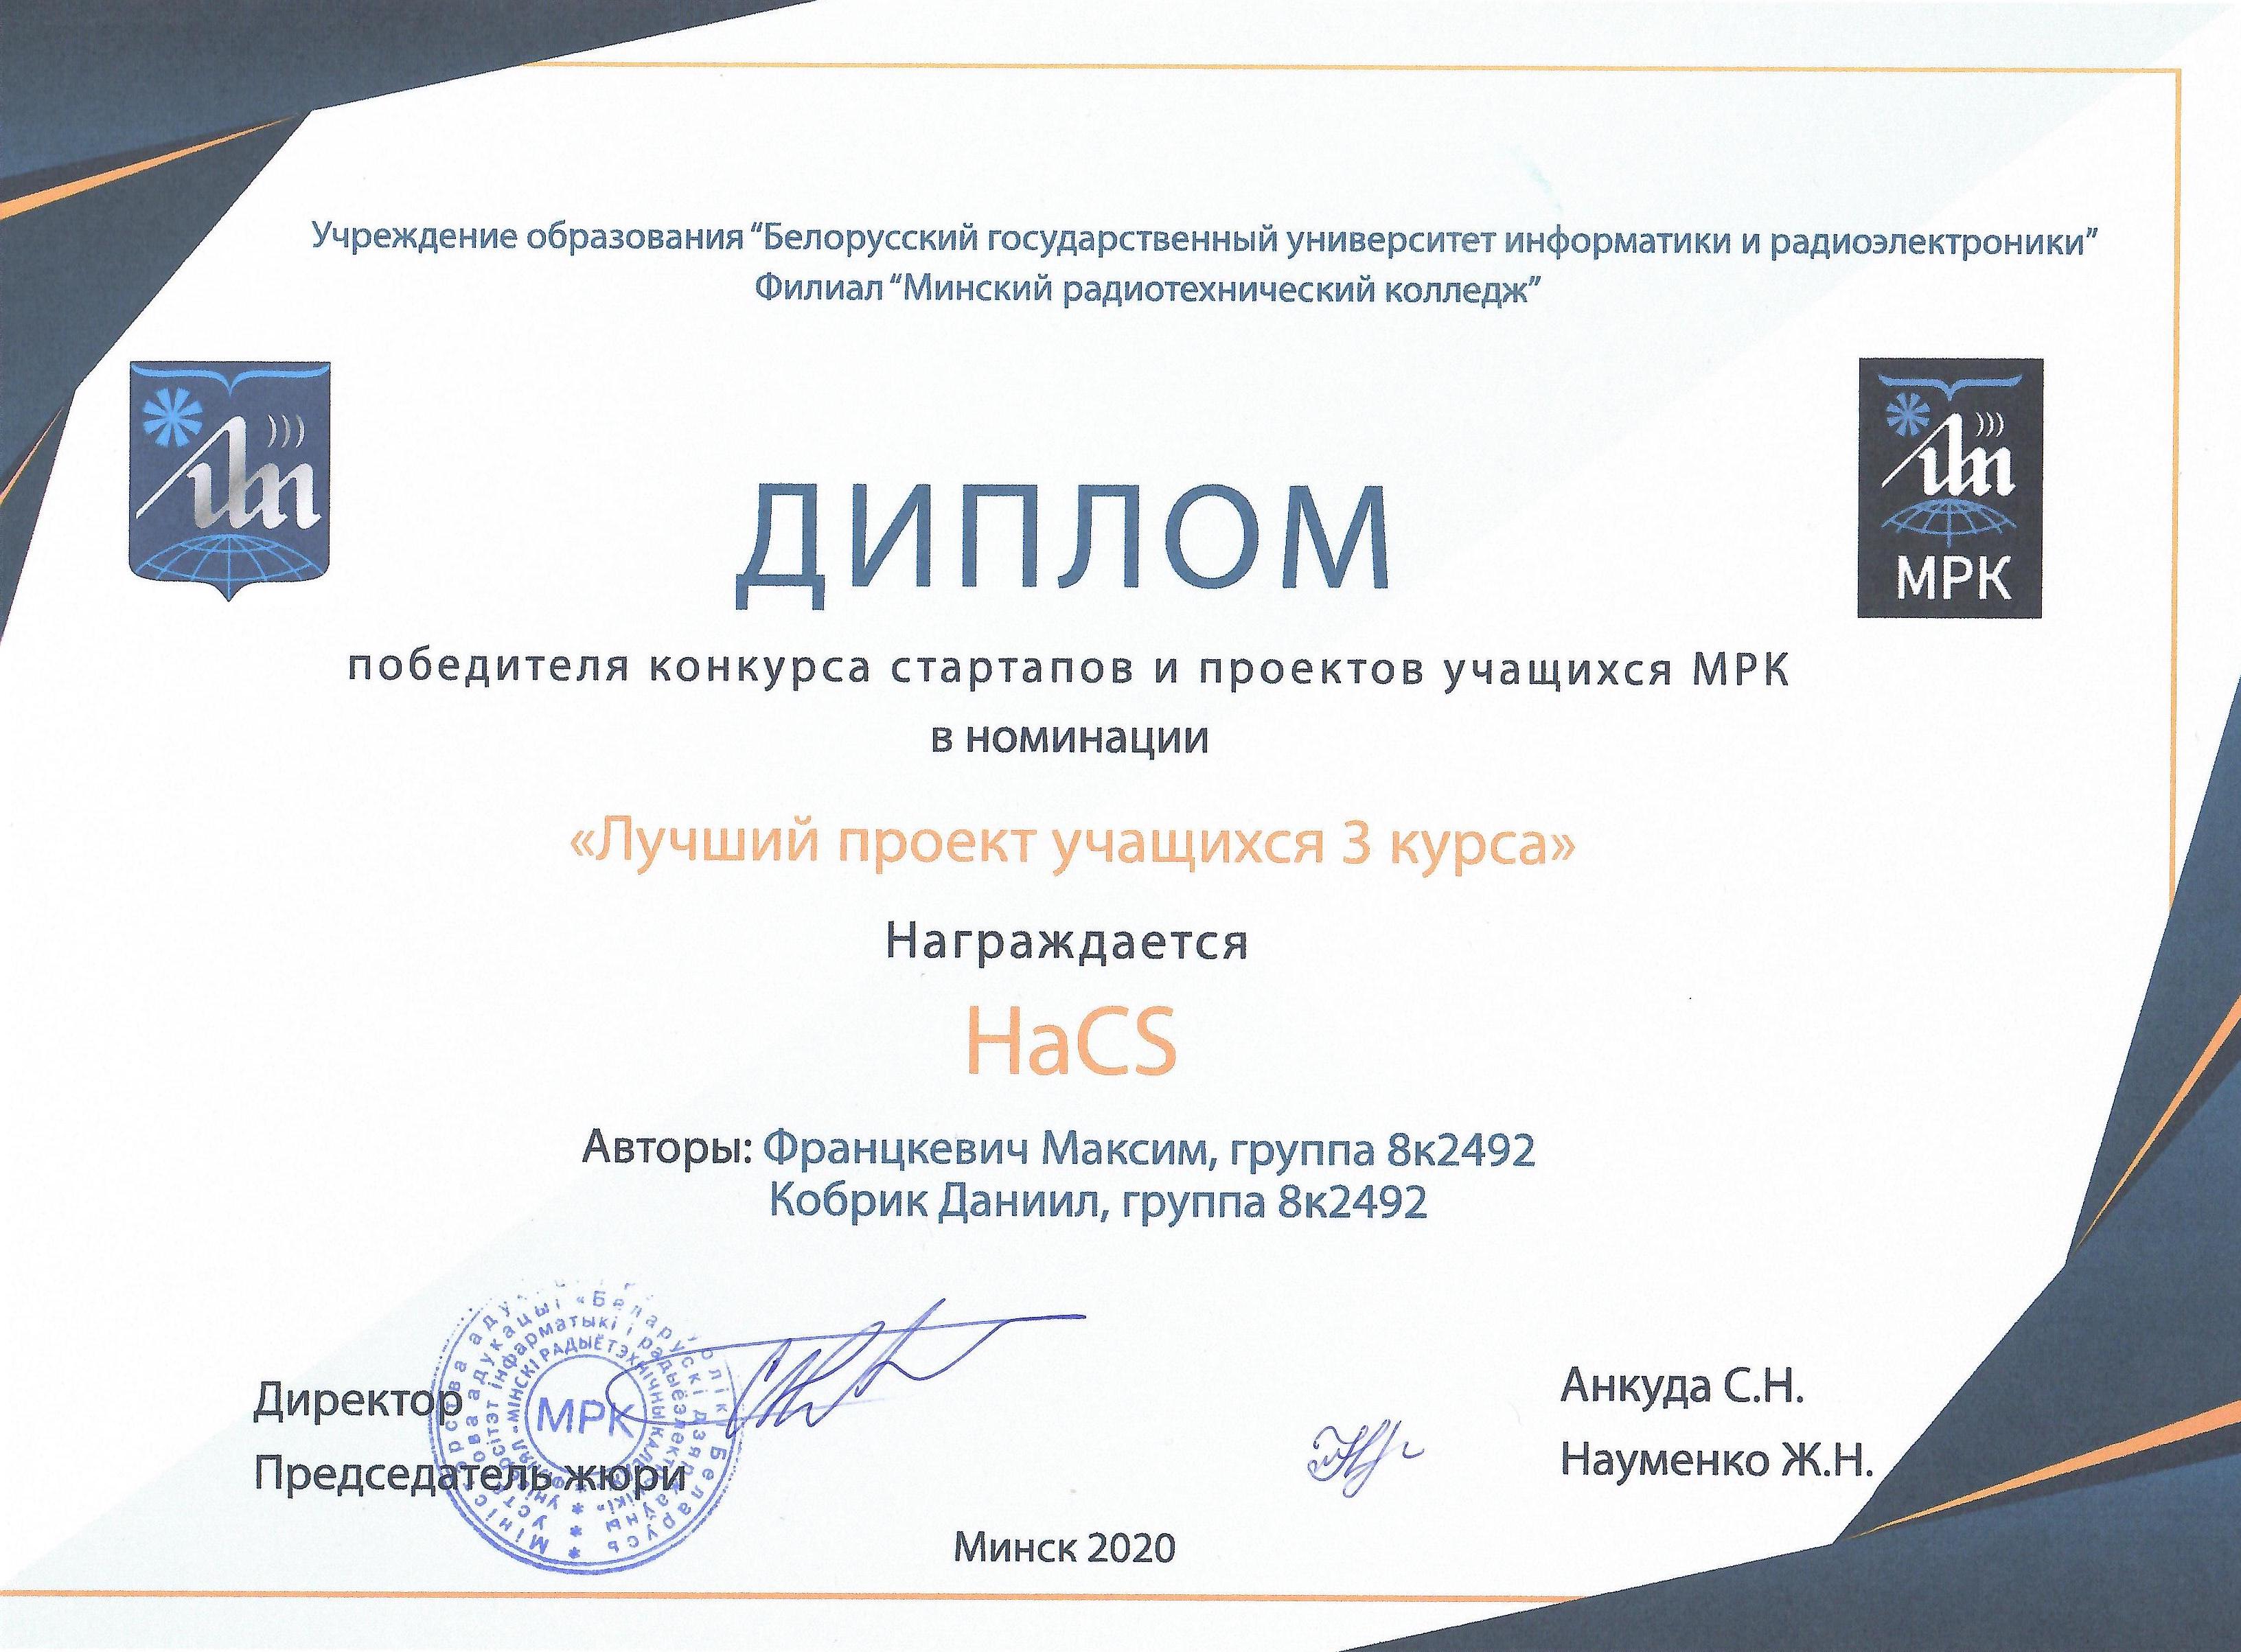 Учреждение образования “Белорусский государственный университет информатики и радиоэлектроники”
Филиал “Минский радиотехнический колледж”
МРК
ДИПЛОМ
победителя конкурса стартапов и проектов учащихся МРК
в номинации
«Лучший проект учащихся 3 курса»
Награждается
HaCS
Авторы: Францкевич Максим, группа 8к2492
Кобрик Даниил, группа 8к2492
Директор
Анкуда С.Н.
Председатель жюри
Науменко Ж.Н.
МРК
Минск 2020